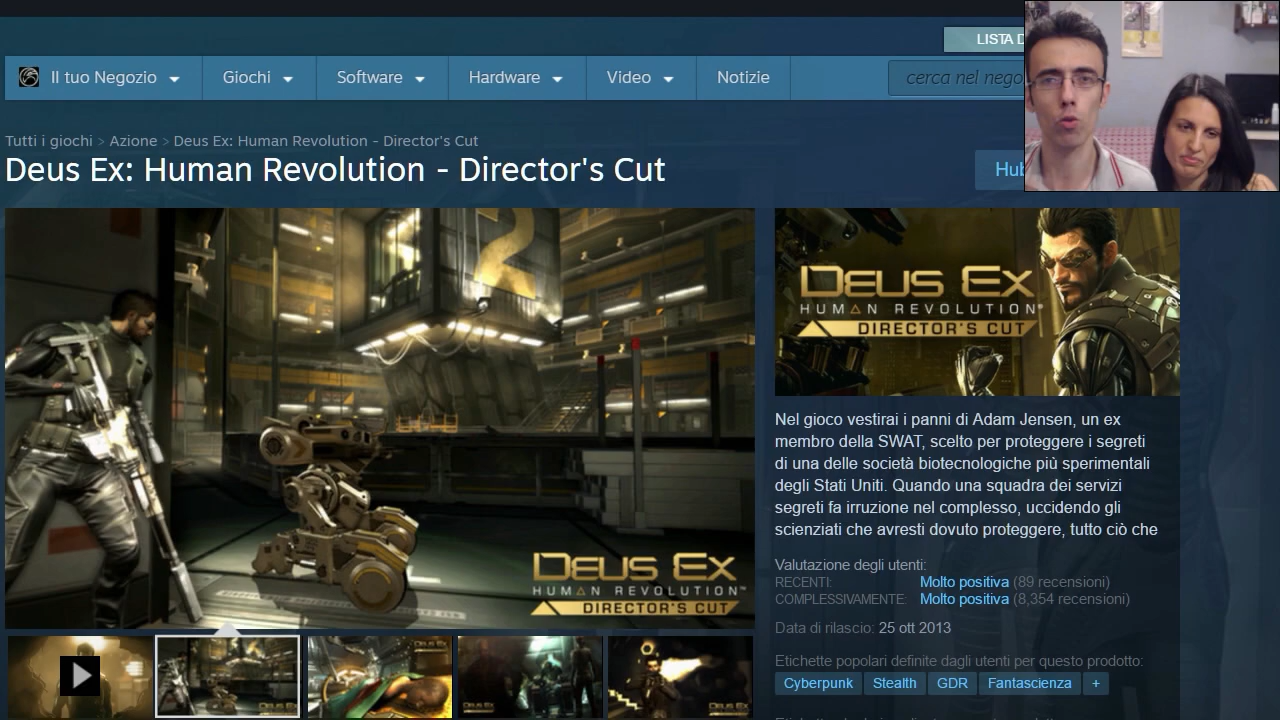 LISTA D
Il tuo Negozio
Giochi
Software
Hardware
Video
Notizie
cerca nel nego
Tutti i giochi > Azione > Deus Ex: Human Revolution - Director's Cut
Deus Ex: Human Revolution - Director's Cut
Hub
2
DEUS EX
HUMAN REVOLUTION™
DIRECTOR'S CUT
DEUS EX
HUMAN REVOLUTION®
DIRECTOR'S CUT
Nel gioco vestirai i panni di Adam Jensen, un ex
membro della SWAT, scelto per proteggere i segreti
di una delle società biotecnologiche più sperimentali
degli Stati Uniti. Quando una squadra dei servizi
segreti fa irruzione nel complesso, uccidendo gli
scienziati che avresti dovuto proteggere, tutto ciò che
Valutazione degli utenti:
RECENTI: Molto positiva (89 recensioni)
COMPLESSIVAMENTE: Molto positiva (8,354 recensioni)
Data di rilascio: 25 ott 2013
Etichette popolari definite dagli utenti per questo prodotto:
Cyberpunk Stealth GDR Fantascienza +